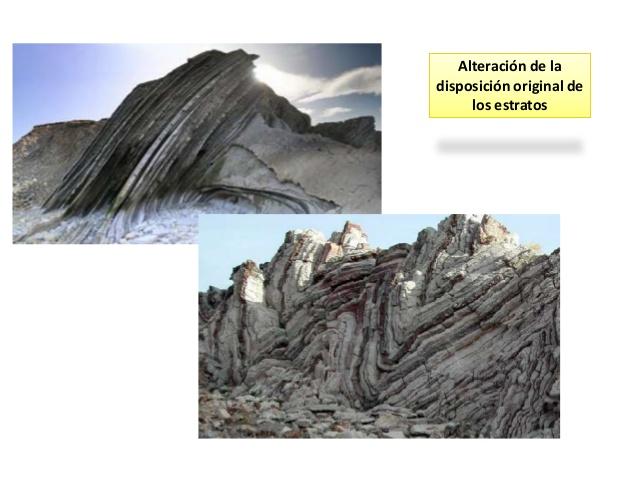 Alteración de la
disposición original de
los estratos